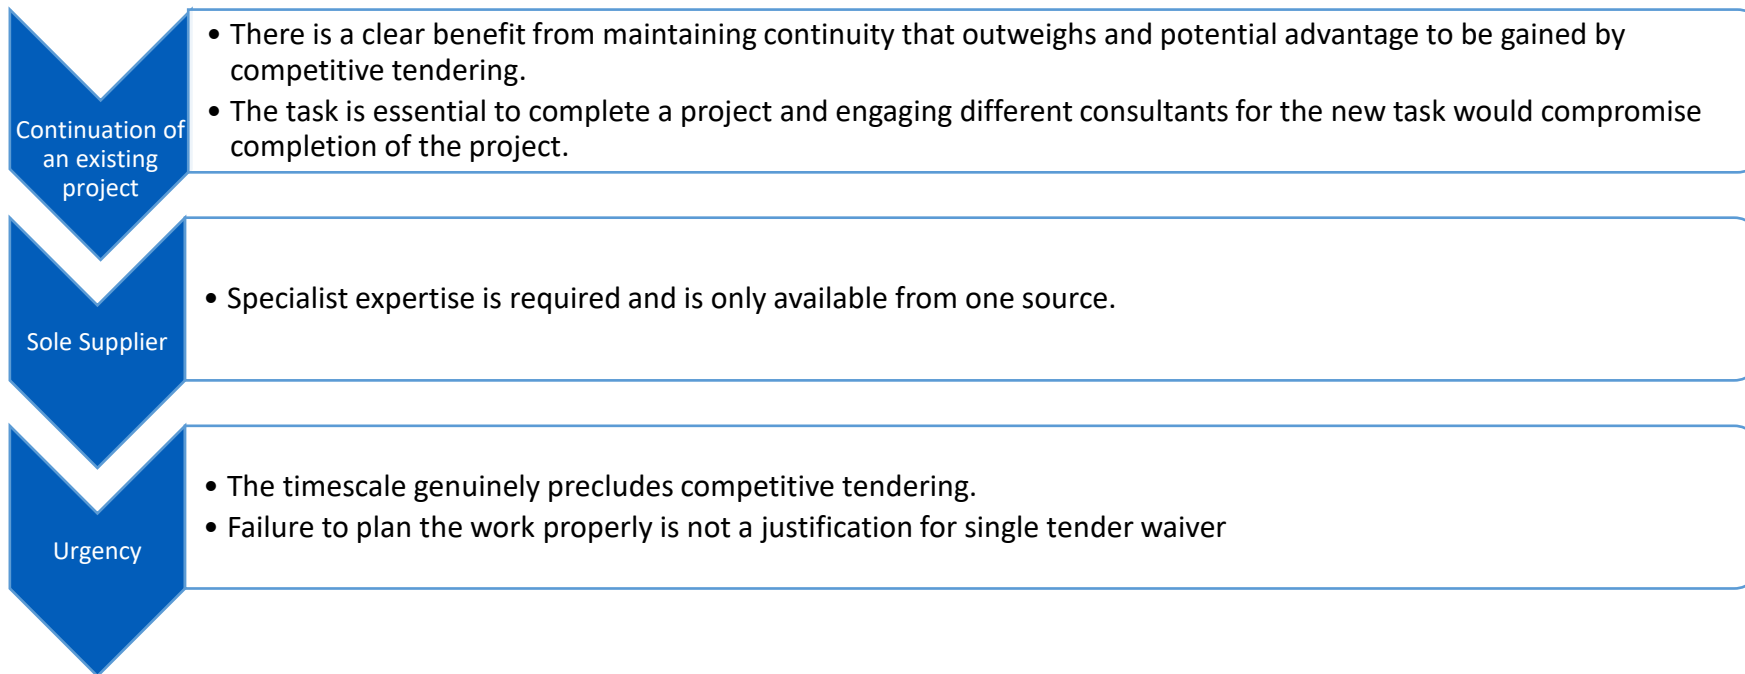 • There is a clear benefit from maintaining continuity that outweighs and potential advantage to be gained by
competitive tendering.
• The task is essential to complete a project and engaging different consultants for the new task would compromise
completion of the project.
Continuation of
an existing
project
• Specialist expertise is required and is only available from one source.
Sole Supplier
• The timescale genuinely precludes competitive tendering.
• Failure to plan the work properly is not a justification for single tender waiver
Urgency